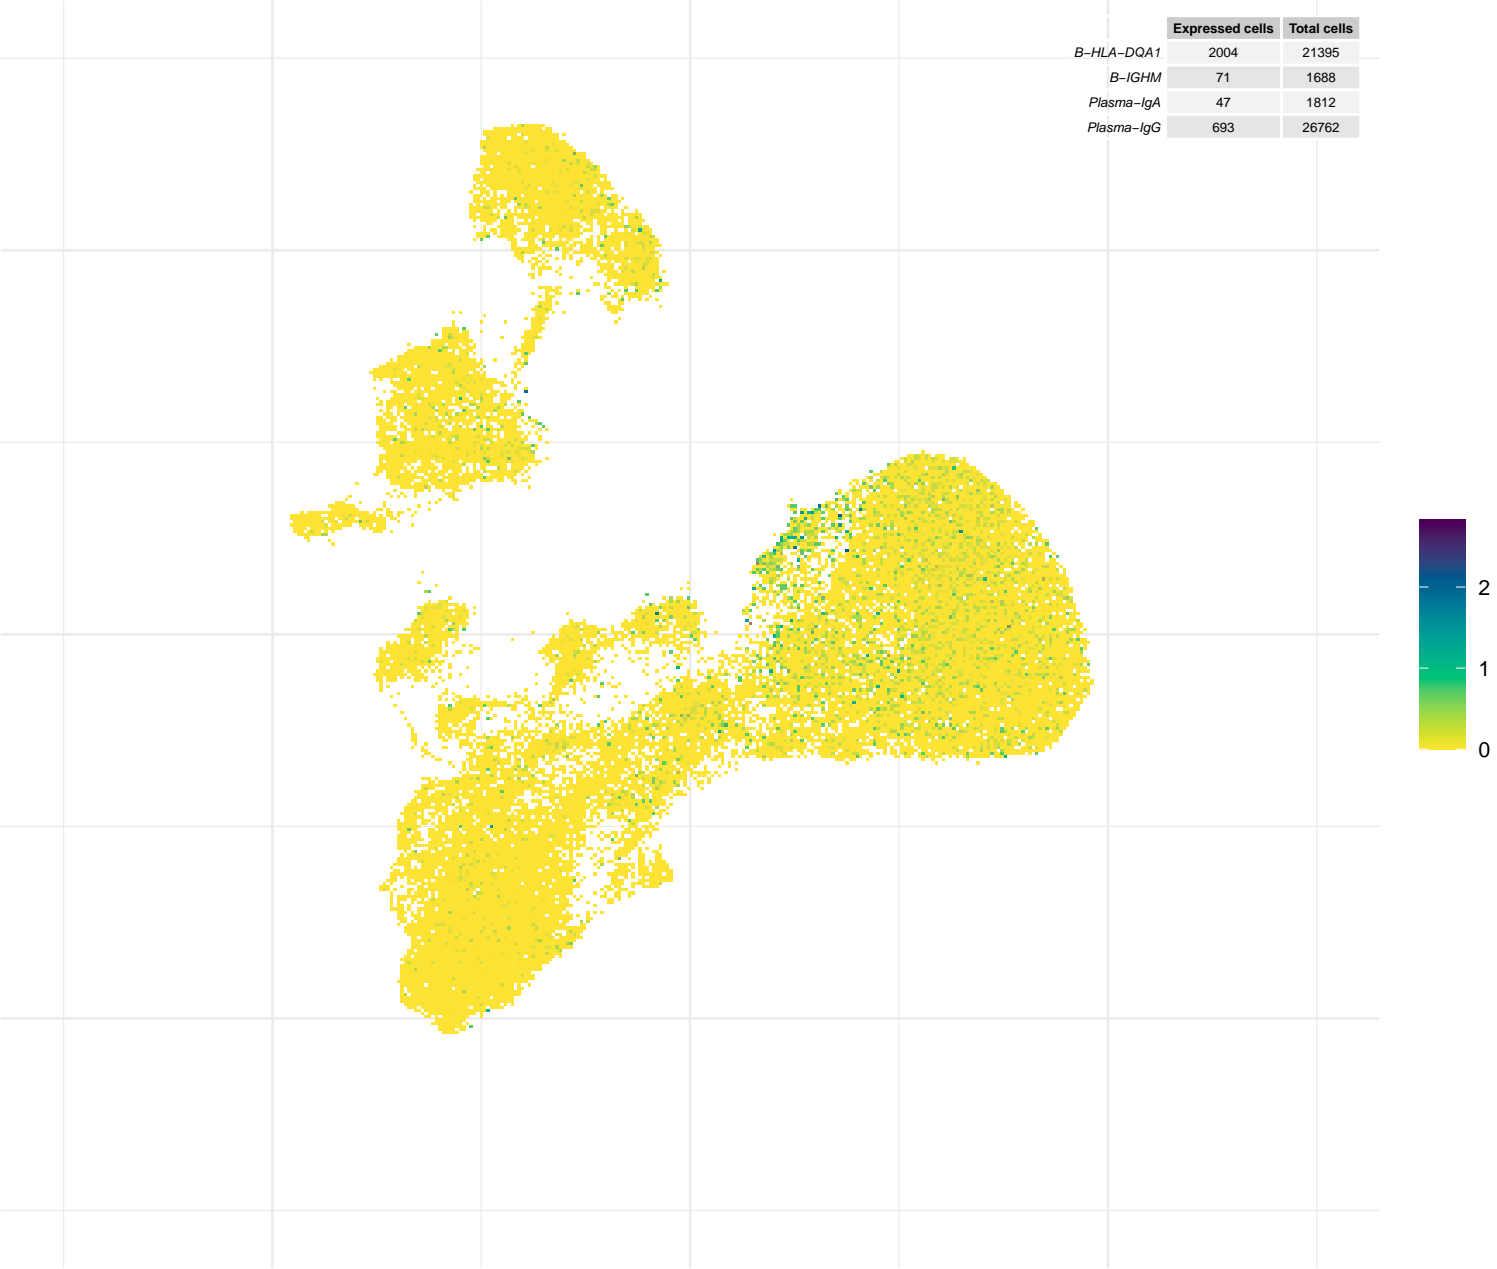 Expressed cells Total cells
B−HLA−DQA1 2004 21395
B−IGHM 71 1688
Plasma−IgA 47 1812
Plasma−IgG 693 26762
2
1
0